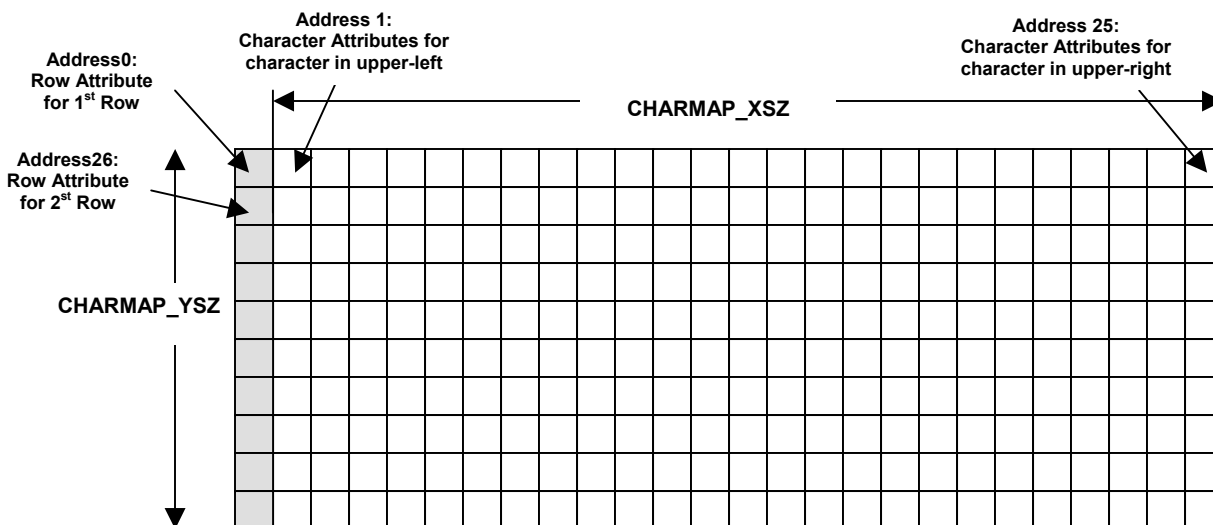 Address0:
Row Attribute
for 1st Row
Address 1:
Character Attributes for
character in upper-left
Address 25:
Character Attributes for
character in upper-right
CHARMAP_XSZ
Address26:
Row Attribute
for 2st Row
CHARMAP_YSZ